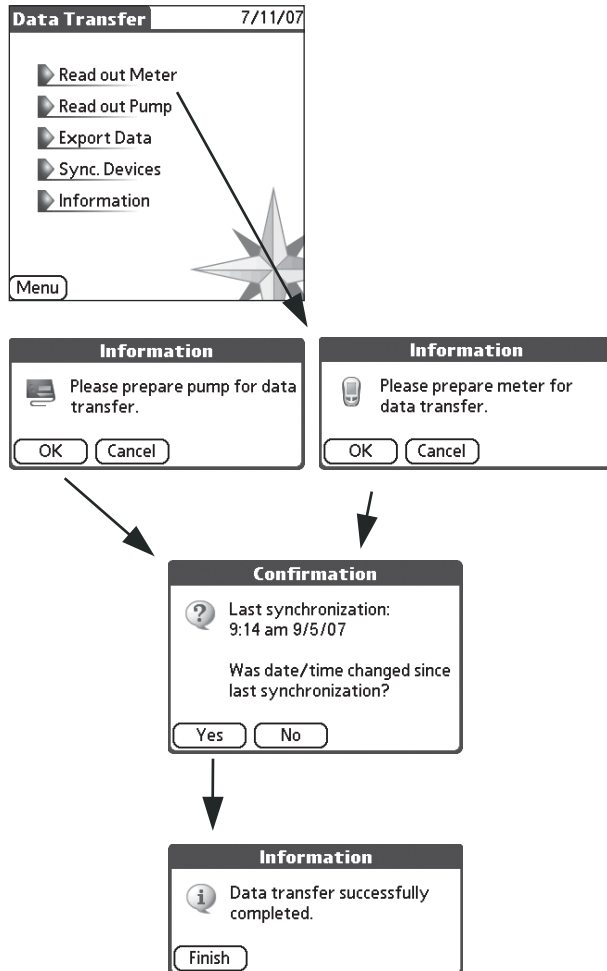 Data Transfer 7/11/07
Read out Meter
Read out Pump
Export Data
Sync. Devices
Information
Menu
Information
Please prepare pump for data
transfer.
OK Cancel
Information
Please prepare meter for
data transfer.
OK Cancel
Confirmation
Last synchronization:
9:14 am 9/5/07
Was date/time changed since
last synchronization?
Yes No
Information
Data transfer successfully
completed.
Finish